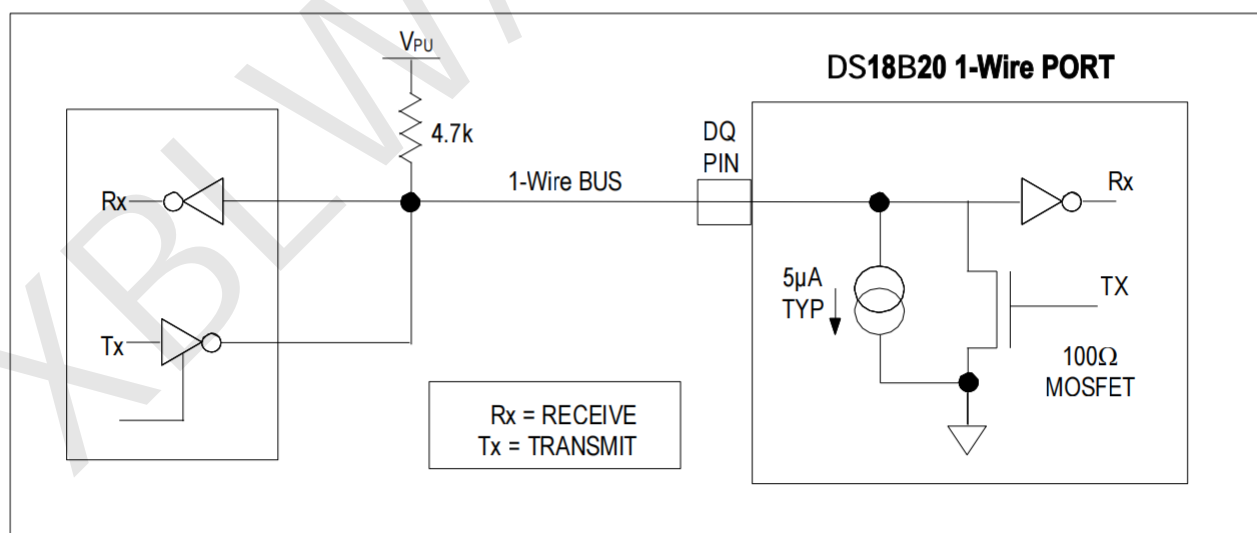 VPU
DS18B20 1-Wire PORT
4.7k
DQ
PIN
1-Wire BUS
Rx
Rx
5µA
TYP
TX
Tx
100Ω
MOSFET
Rx = RECEIVE
Tx = TRANSMIT